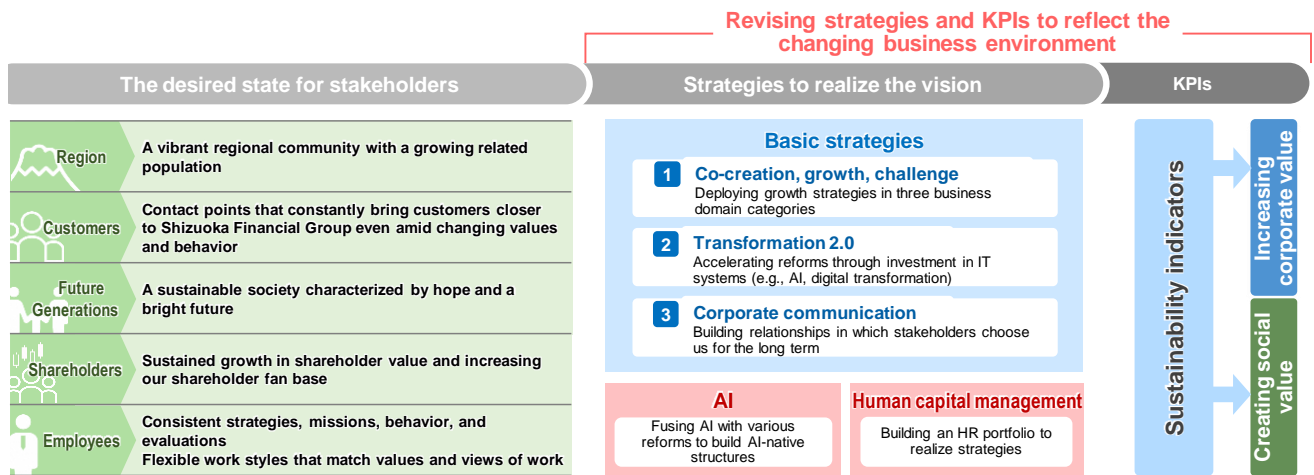 Revising strategies and KPIs to reflect the
changing business environment
The desired state for stakeholders
Strategies to realize the vision
KPIs
Region
A vibrant regional community with a growing related
population
Customers
Contact points that constantly bring customers closer
to Shizuoka Financial Group even amid changing values
and behavior
Future
Generations
A sustainable society characterized by hope and a
bright future
Shareholders
Sustained growth in shareholder value and increasing
our shareholder fan base
Employees
Consistent strategies, missions, behavior, and
evaluations
Flexible work styles that match values and views of work
Basic strategies
1 Co-creation, growth, challenge
Deploying growth strategies in three business
domain categories
2 Transformation 2.0
Accelerating reforms through investment in IT
systems (e.g., AI, digital transformation)
3 Corporate communication
Building relationships in which stakeholders choose
us for the long term
AI
Fusing AI with various
reforms to build AI-native
structures
Human capital management
Building an HR portfolio to
realize strategies
Sustainability indicators
Increasing
corporate value
Creating social
value